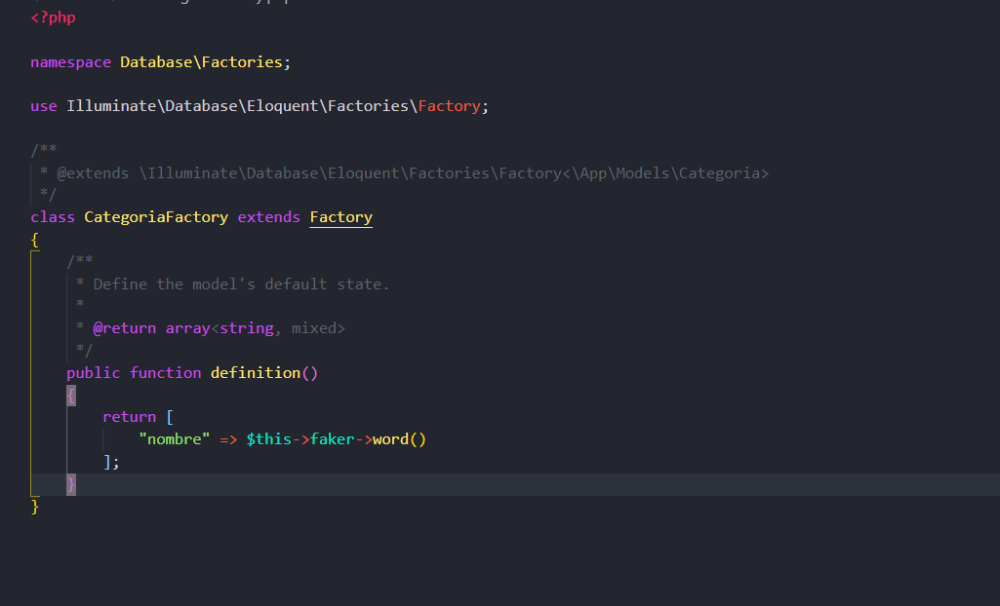 <?php
namespace Database\Factories;
use Illuminate\Database\Eloquent\Factories\Factory;
/**
 * @extends \Illuminate\Database\Eloquent\Factories\Factory<\App\Models\Categoria>
 */
class CategoriaFactory extends Factory
{
    /**
     * Define the model's default state.
     *
     * @return array<string, mixed>
     */
    public function definition()
    {
        return [
            "nombre" => $this->faker->word()
        ];
    }
}